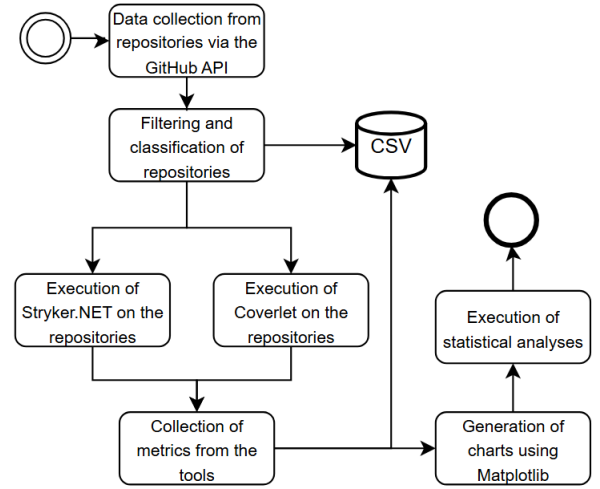 Data collection from
repositories via the
GitHub API
Filtering and
classification of
repositories
CSV
Execution of
Stryker.NET on the
repositories
Execution of
Coverlet on the
repositories
Execution of
statistical analyses
Collection of
metrics from the
tools
Generation of
charts using
Matplotlib